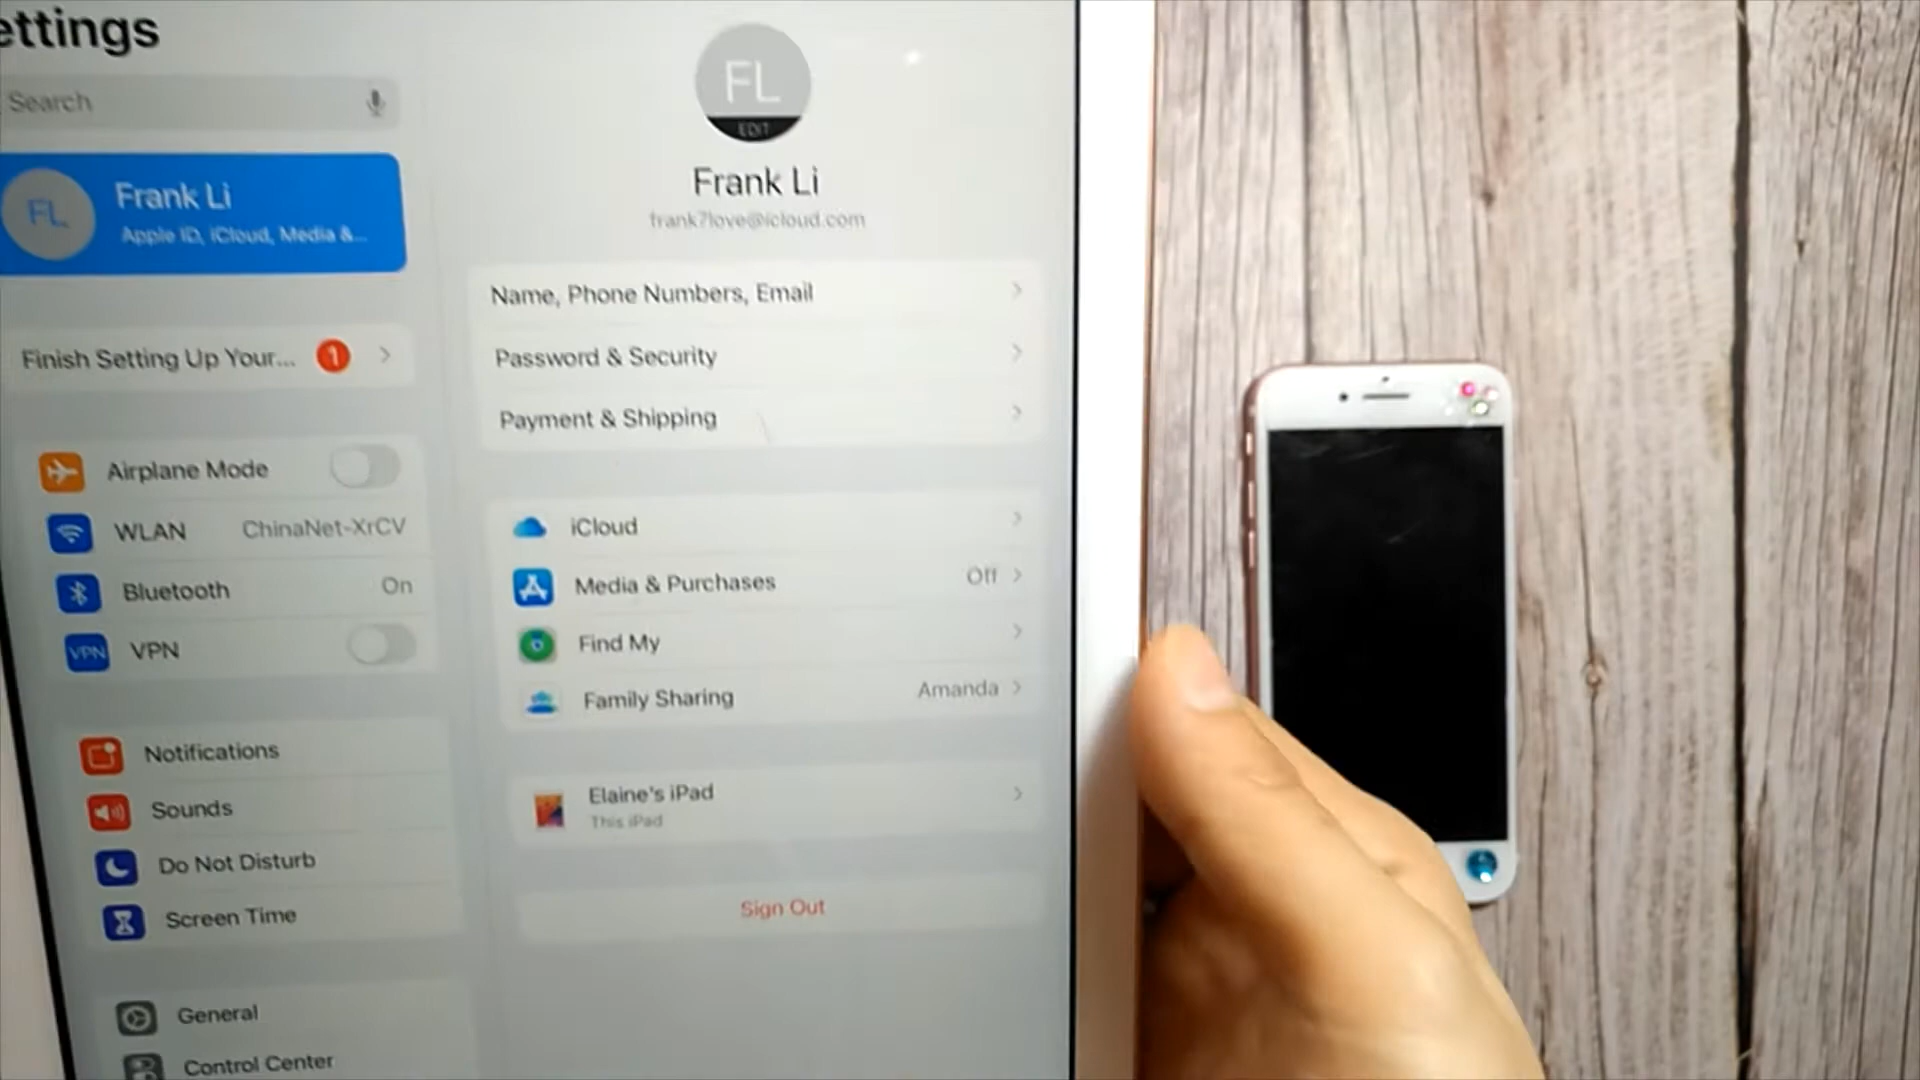 ettings
Search
FL
Frank Li
Apple ID, iCloud, Media &...
Finish Setting Up Your... 1
Airplane Mode
WLAN ChinaNet-XrCV
Bluetooth On
VPN VPN
Notifications
Sounds
Do Not Disturb
Screen Time
General
Control Center
FL
EDIT
Frank Li
frank7love@icloud.com
Name, Phone Numbers, Email
Password & Security
Payment & Shipping
iCloud
Media & Purchases Off
Find My
Family Sharing Amanda
Elaine's iPad
This iPad
Sign Out